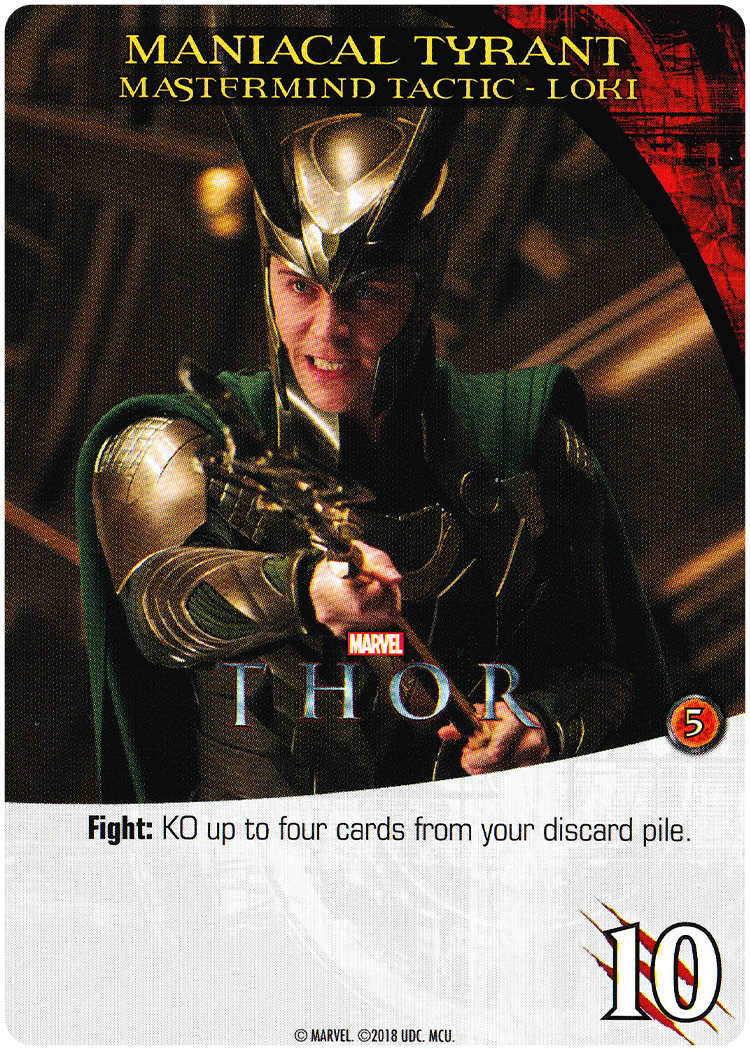 MANIACAL TYRANT
MASTERMIND TACTIC - LOKI
MARVEL
THOR
5
Fight: KO up to four cards from your discard pile.
10
© MARVEL. ©2018 UDC. MCU.